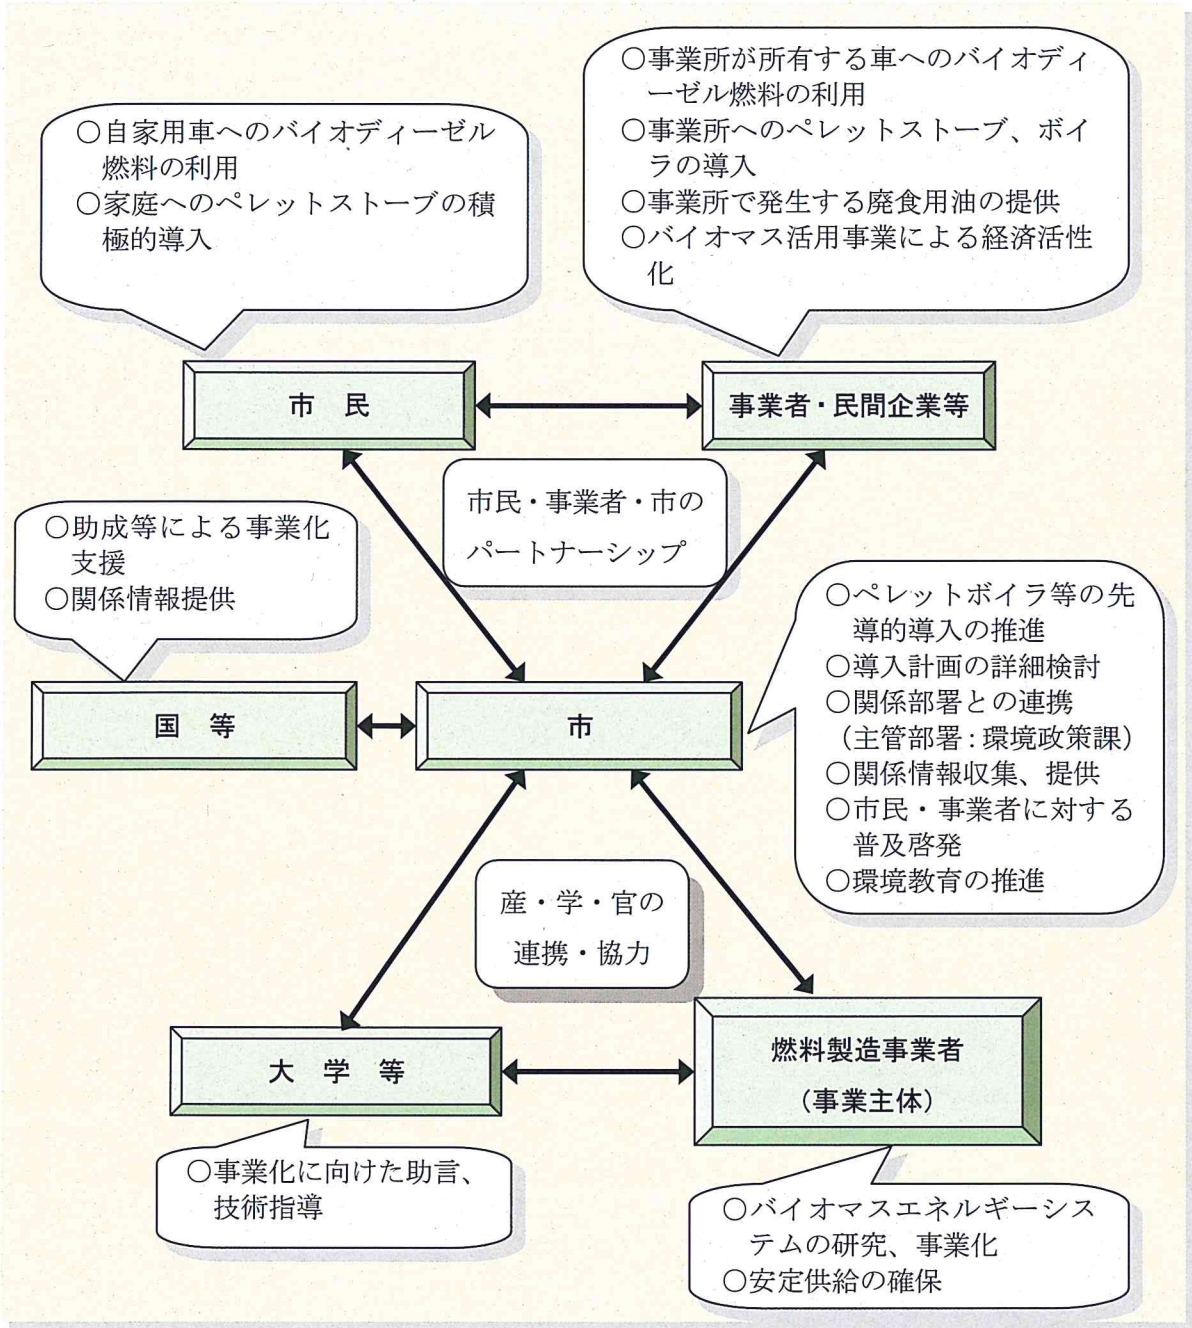 ○自家用車へのバイオディーゼル
燃料の利用
○家庭へのペレットストーブの積
極的導入
○事業所が所有する車へのバイオディ
ーゼル燃料の利用
○事業所へのペレットストーブ、ボイ
ラの導入
○事業所で発生する廃食用油の提供
○バイオマス活用事業による経済活性
化
市 民
事業者・民間企業等
市民・事業者・市の
パートナーシップ
○助成等による事業化
支援
○関係情報提供
国 等
市
○ペレットボイラ等の先
導的導入の推進
○導入計画の詳細検討
○関係部署との連携
（主管部署：環境政策課）
○関係情報収集、提供
○市民・事業者に対する
普及啓発
○環境教育の推進
産・学・官の
連携・協力
大 学 等
燃料製造事業者
（事業主体）
○事業化に向けた助言、
技術指導
○バイオマスエネルギーシス
テムの研究、事業化
○安定供給の確保